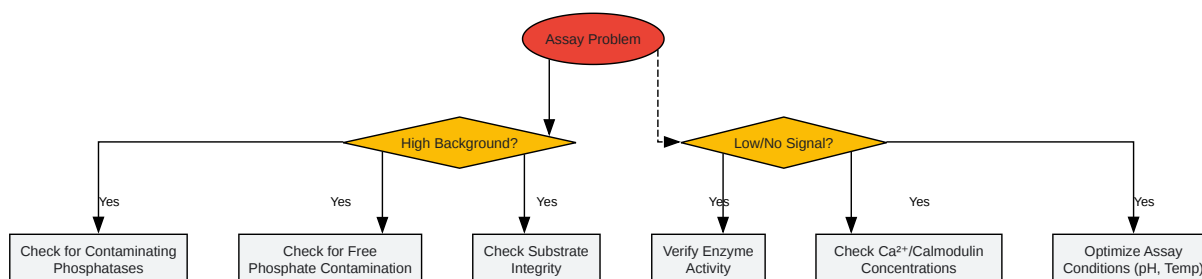 Assay Problem
High Background?
Low/No Signal?
Yes
Yes
Yes
Yes
Yes
Yes
Check for Contaminating
Phosphatases
Check for Free
Phosphate Contamination
Check Substrate
Integrity
Verify Enzyme
Activity
Check Ca²⁺/Calmodulin
Concentrations
Optimize Assay
Conditions (pH, Temp)